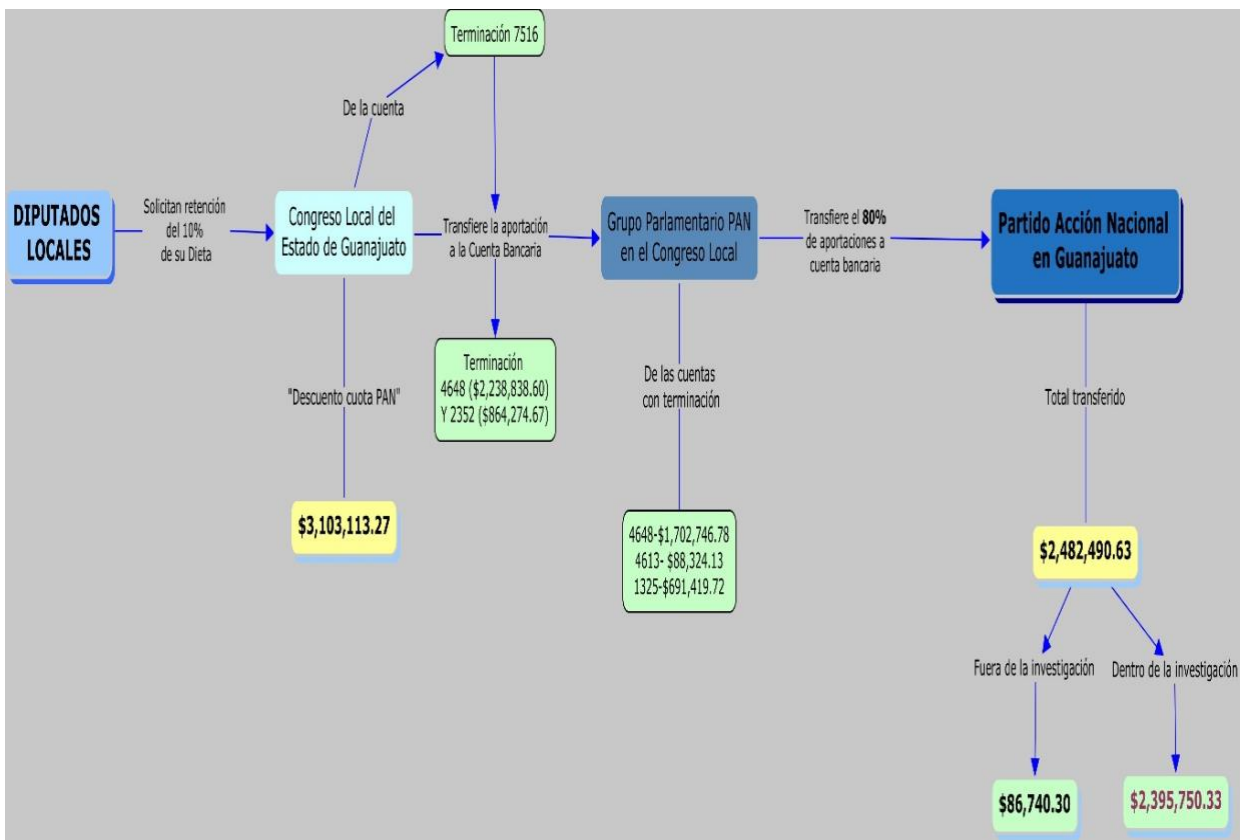 Terminación 7516
De la cuenta
DIPUTADOS
LOCALES
Solicitan retención
del 10%
de su Dieta
Congreso Local del
Estado de Guanajuato
Transfiere la aportación
a la Cuenta Bancaria
Grupo Parlamentario PAN
en el Congreso Local
Transfiere el 80%
de aportaciones a
cuenta bancaria
Partido Acción Nacional
en Guanajuato
"Descuento cuota PAN"
Terminación
4648 ($2,238,838.60)
Y 2352 ($864,274.67)
De las cuentas
con terminación
Total transferido
$3,103,113.27
4648-$1,702,746.78
4613- $88,324.13
1325-$691,419.72
$2,482,490.63
Fuera de la investigación
Dentro de la investigación
$86,740.30
$2,395,750.33